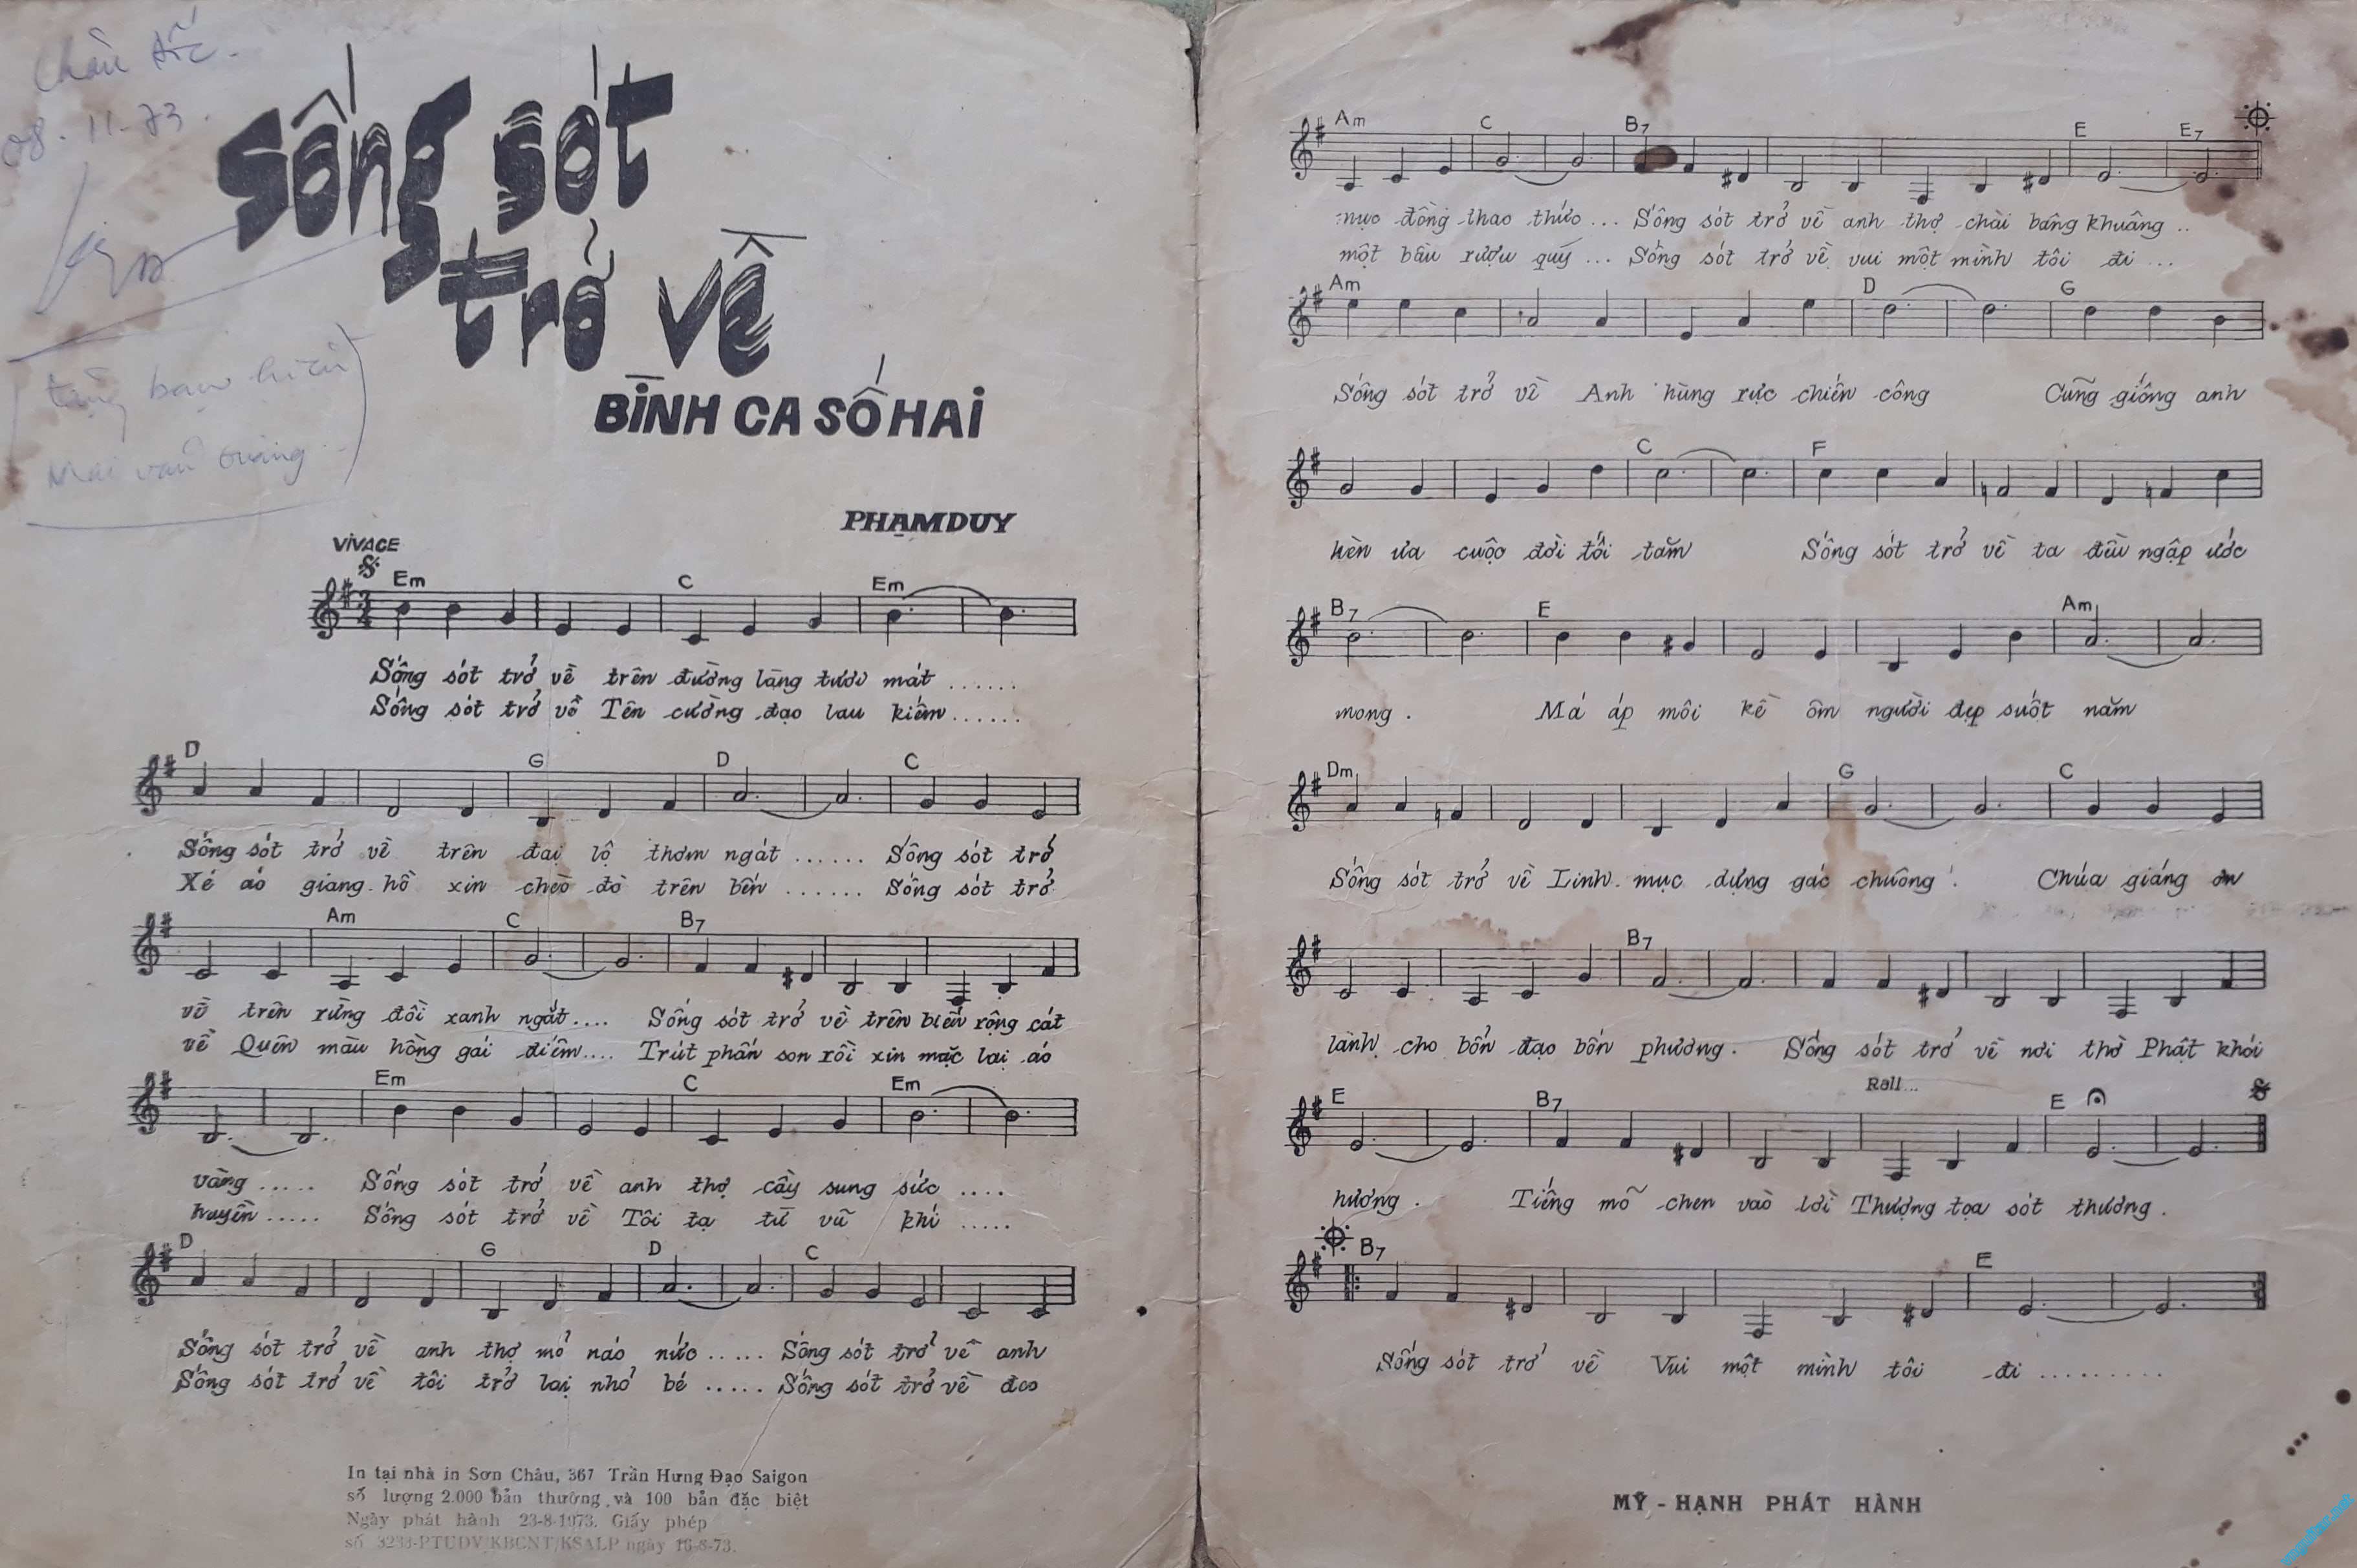 Châu Đốc.
08.11.73.
tặng bạn hiền
Mai văn
Sống sót
trở về
BÌNH CA SỐ HAI
PHẠM DUY
VIVACE
Em C Em
Sống sót trở về trên đường làng tươi mát ......
Sống sót trở về Tên cường đạo lau kiếm ......
D G D C
Sống sót trở về trên đại lộ thơm ngát ...... Sống sót trở
Xé áo giang hồ xin chèo đò trên bến ...... Sống sót trở
Am C B7
về trên rừng đồi xanh ngát.... Sống sót trở về trên biển rộng cát
về Quên màu hồng gái điếm.... Trút phấn son rồi xin mặc lại áo
Em C Em
vàng ..... Sống sót trở về anh thợ cầy sung sức ....
huyền ..... Sống sót trở về Tôi tạ từ vũ khí .....
D G D C
Sống sót trở về anh thợ mỏ náo nức ..... Sống sót trở về anh
Sống sót trở về tôi trở lại nhỏ bé ..... Sống sót trở về đeo
In tại nhà in Sơn Châu, 367 Trần Hưng Đạo Saigon
số lượng 2.000 bản thường và 100 bản đặc biệt
Ngày phát hành 23-8-1973. Giấy phép
số 3233-PTUDV/KBCNT/KSALP ngày 16-8-73.
Am C B7 E E7
mục đồng thao thức ... Sống sót trở về anh thợ chài bâng khuâng ..
một bầu rượu quý ... Sống sót trở về vui một mình tôi đi ...
Am D G
Sống sót trở về Anh hùng rực chiến công Cũng giống anh
C F
hèn ưa cuộc đời tối tăm Sống sót trở về ta đều ngập ước
B7 E Am
mong. Má áp môi kề ôm người đẹp suốt năm
Dm G C
Sống sót trở về Linh mục dựng gác chuông. Chúa giáng ơn
B7
lành cho bổn đạo bốn phương. Sống sót trở về nơi thờ Phật khói
Rall...
E B7 E
hương. Tiếng mõ chen vào lời Thượng tọa sót thương.
B7 E
Sống sót trở về Vui một mình tôi đi .........
MỸ - HẠNH PHÁT HÀNH